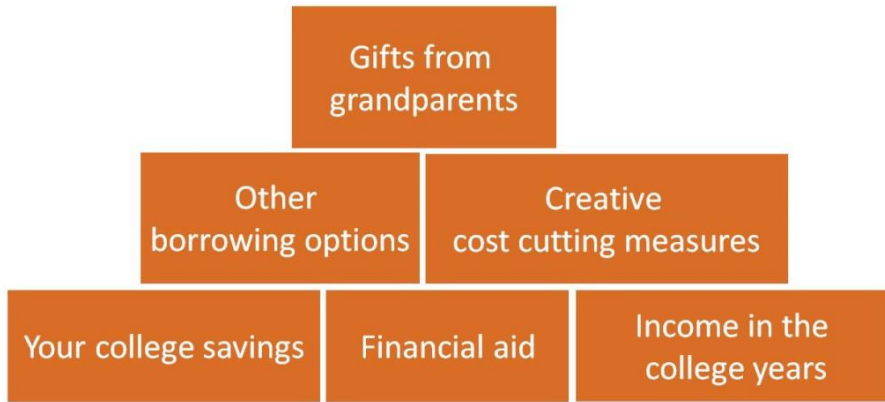 Gifts from
grandparents
Other
borrowing options
Creative
cost cutting measures
Your college savings
Financial aid
Income in the
college years